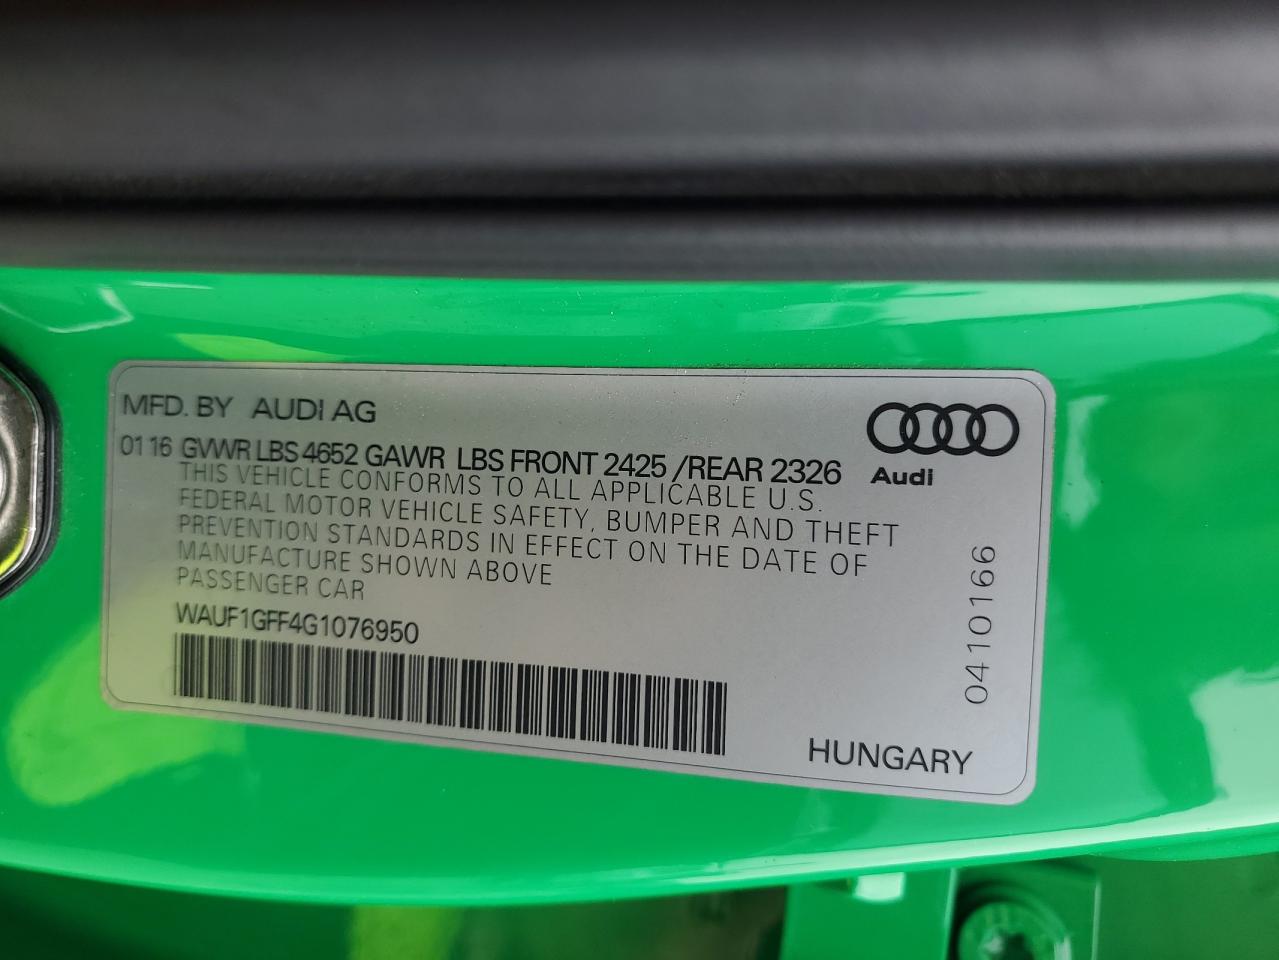 MFD. BY AUDI AG
01 16 GVWR LBS 4652 GAWR LBS FRONT 2425 /REAR 2326
THIS VEHICLE CONFORMS TO ALL APPLICABLE U.S.
FEDERAL MOTOR VEHICLE SAFETY, BUMPER AND THEFT
PREVENTION STANDARDS IN EFFECT ON THE DATE OF
MANUFACTURE SHOWN ABOVE
PASSENGER CAR
WAUF1GFF4G1076950
Audi
0410166
HUNGARY